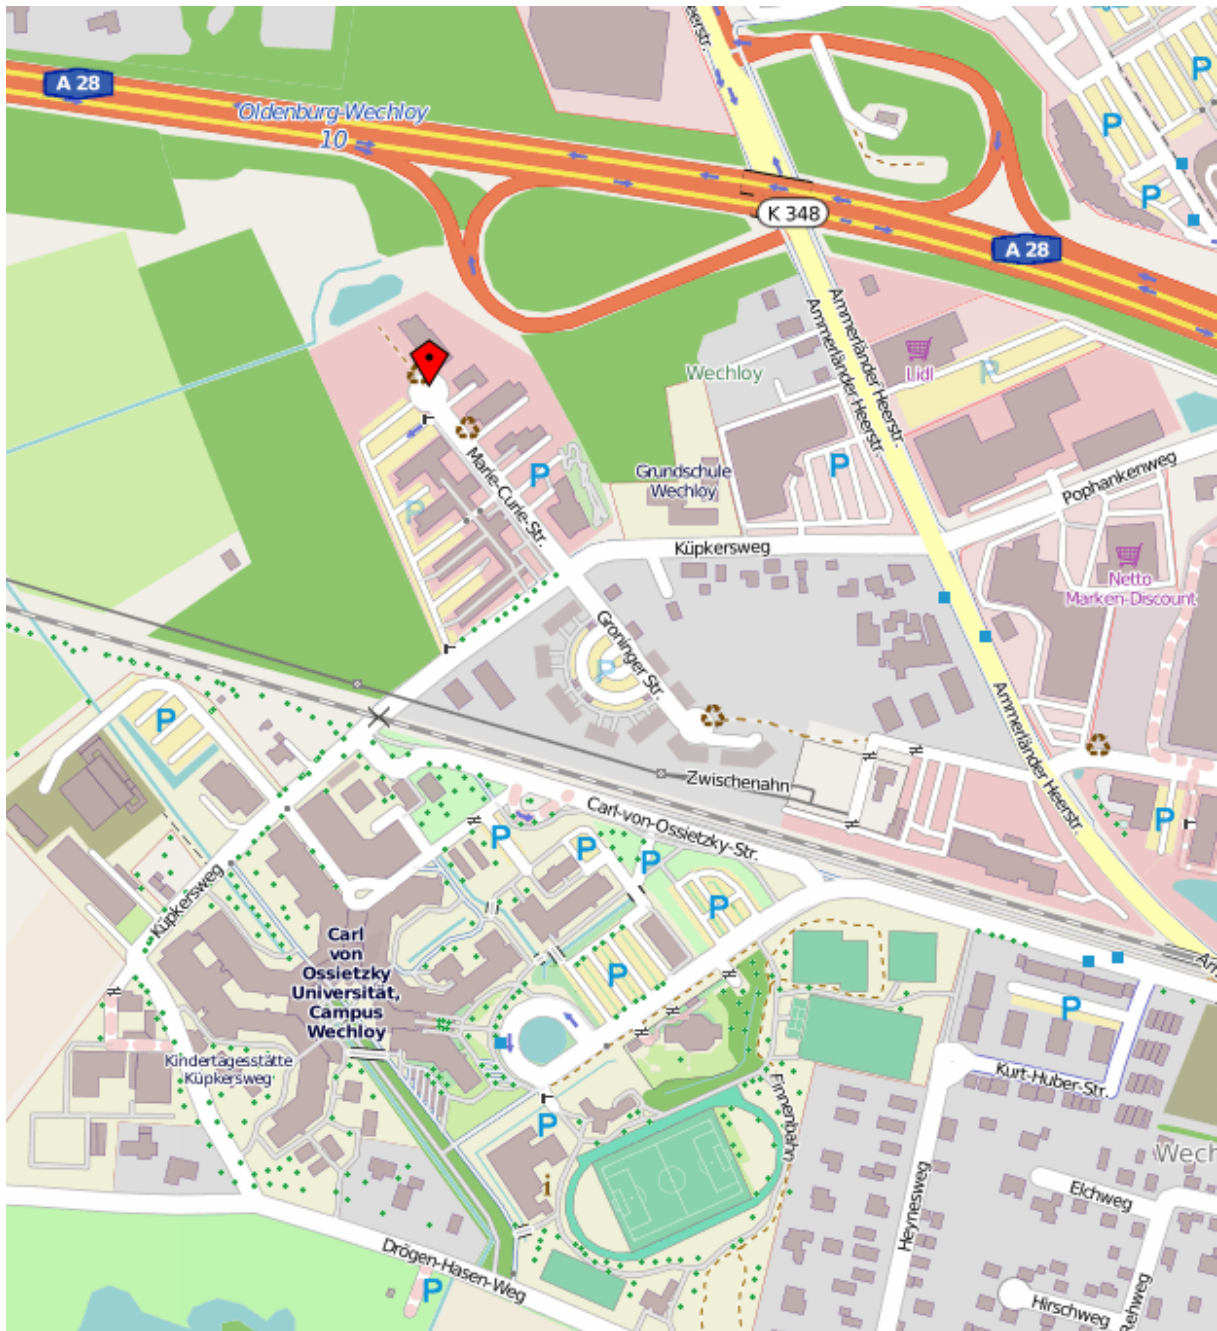 eerstr.
A 28
Oldenburg-Wechloy
10
P
P
P
K 348
A 28
Ammerländer Heerstr.
Ammerländer Heerstr.
Wechloy
Lidl
P
Marie-Curie-Str.
P
P
P
Grundschule
Wechloy
Pophankenweg
Küpkersweg
Netto
Marken-Discount
Groninger Str.
P
P
Ammerländer Heerstr.
Zwischenahn
Carl-von-Ossietzky-Str.
P
P
P
P
P
Küpkersweg
Carl
von
Ossietzky
Universität,
Campus
Wechloy
P
P
Kindertagesstätte
Küpkersweg
Kurt-Huber-Str.
Finnenbahn
P
i
Wech
Heynesweg
Elchweg
Drögen-Hasen-Weg
P
Hirschweg
Rehweg